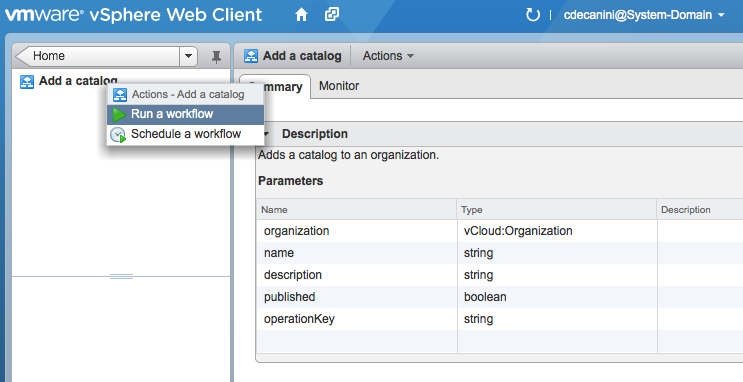 vmware® vSphere Web Client
cdecanini@System-Domain
Home
Add a catalog
Actions
Add a catalog
Actions - Add a catalog
Run a workflow
Schedule a workflow
mmary
Monitor
Description
Adds a catalog to an organization.
Parameters
Name Type Description
organization vCloud:Organization
name string
description string
published boolean
operationKey string